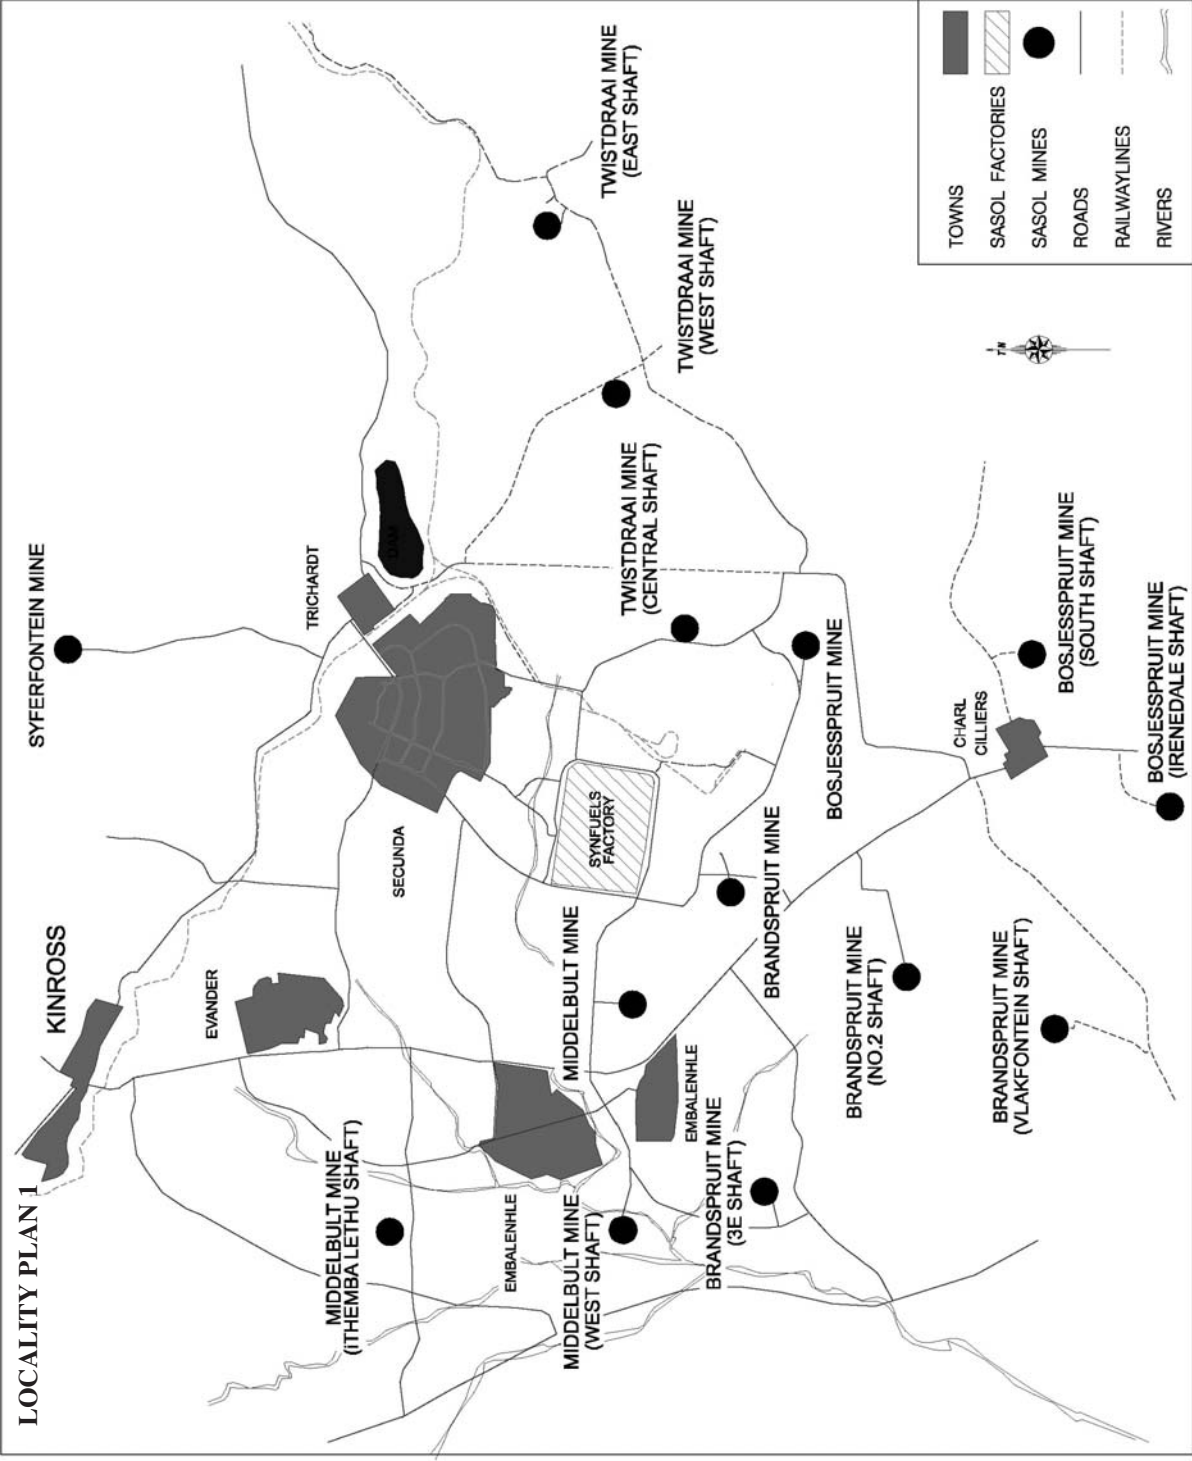 LOCALITY PLAN 1
KINROSS
SYFERFONTEIN MINE
EVANDER
TRICHARDT
MIDDELBULT MINE
(iTHEMBA LETHU SHAFT)
SECUNDA
DAM
EMBALENHLE
MIDDELBULT MINE
(WEST SHAFT)
MIDDELBULT MINE
SYNFUELS
FACTORY
TWISTDRAAI MINE
(CENTRAL SHAFT)
TWISTDRAAI MINE
(WEST SHAFT)
TWISTDRAAI MINE
(EAST SHAFT)
EMBALENHLE
BRANDSPRUIT MINE
(3E SHAFT)
BRANDSPRUIT MINE
BOSJESSPRUIT MINE
BRANDSPRUIT MINE
(NO.2 SHAFT)
CHARL
CILLIERS
BRANDSPRUIT MINE
(VLAKFONTEIN SHAFT)
BOSJESSPRUIT MINE
(SOUTH SHAFT)
BOSJESSPRUIT MINE
(IRENEDALE SHAFT)
TN
TOWNS
SASOL FACTORIES
SASOL MINES
ROADS
RAILWAYLINES
RIVERS